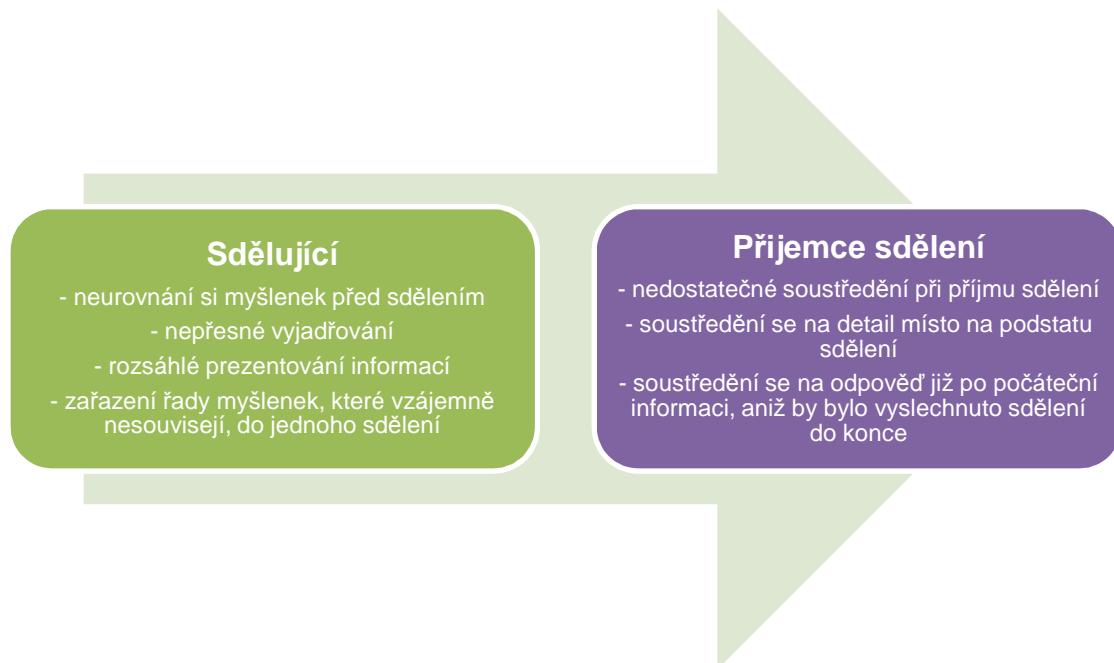 Sdělující
- neurovnání si myšlenek před sdělením
- nepřesné vyjadřování
- rozsáhlé prezentování informací
- zařazení řady myšlenek, které vzájemně
nesouvisejí, do jednoho sdělení
Přijemce sdělení
- nedostatečné soustředění při příjmu sdělení
- soustředění se na detail místo na podstatu
sdělení
- soustředění se na odpověď již po počáteční
informaci, aniž by bylo vyslechnuto sdělení
do konce